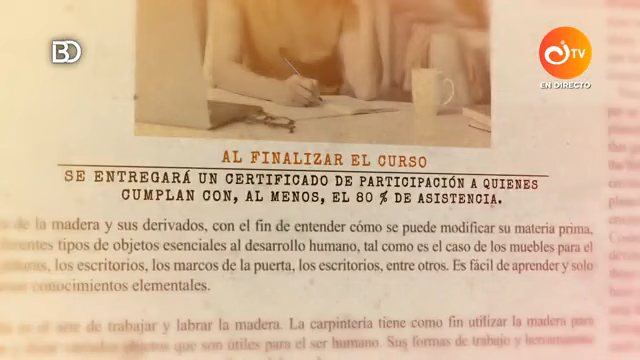 BD
TV
EN DIRECTO
AL FINALIZAR EL CURSO
SE ENTREGARÁ UN CERTIFICADO DE PARTICIPACIÓN A QUIENES
CUMPLAN CON, AL MENOS, EL 80 % DE ASISTENCIA.
de la madera y sus derivados, con el fin de entender cómo se puede modificar su materia prima,
tipos de objetos esenciales al desarrollo humano, tal como es el caso de los muebles para el
los escritorios, los marcos de la puerta, los escritorios, entre otros. Es fácil de aprender y solo
conocimientos elementales.
de trabajar y labrar la madera. La carpintería tiene como fin utilizar la madera para
objetos que son útiles para el ser humano. Sus formas de trabajo y herramientas